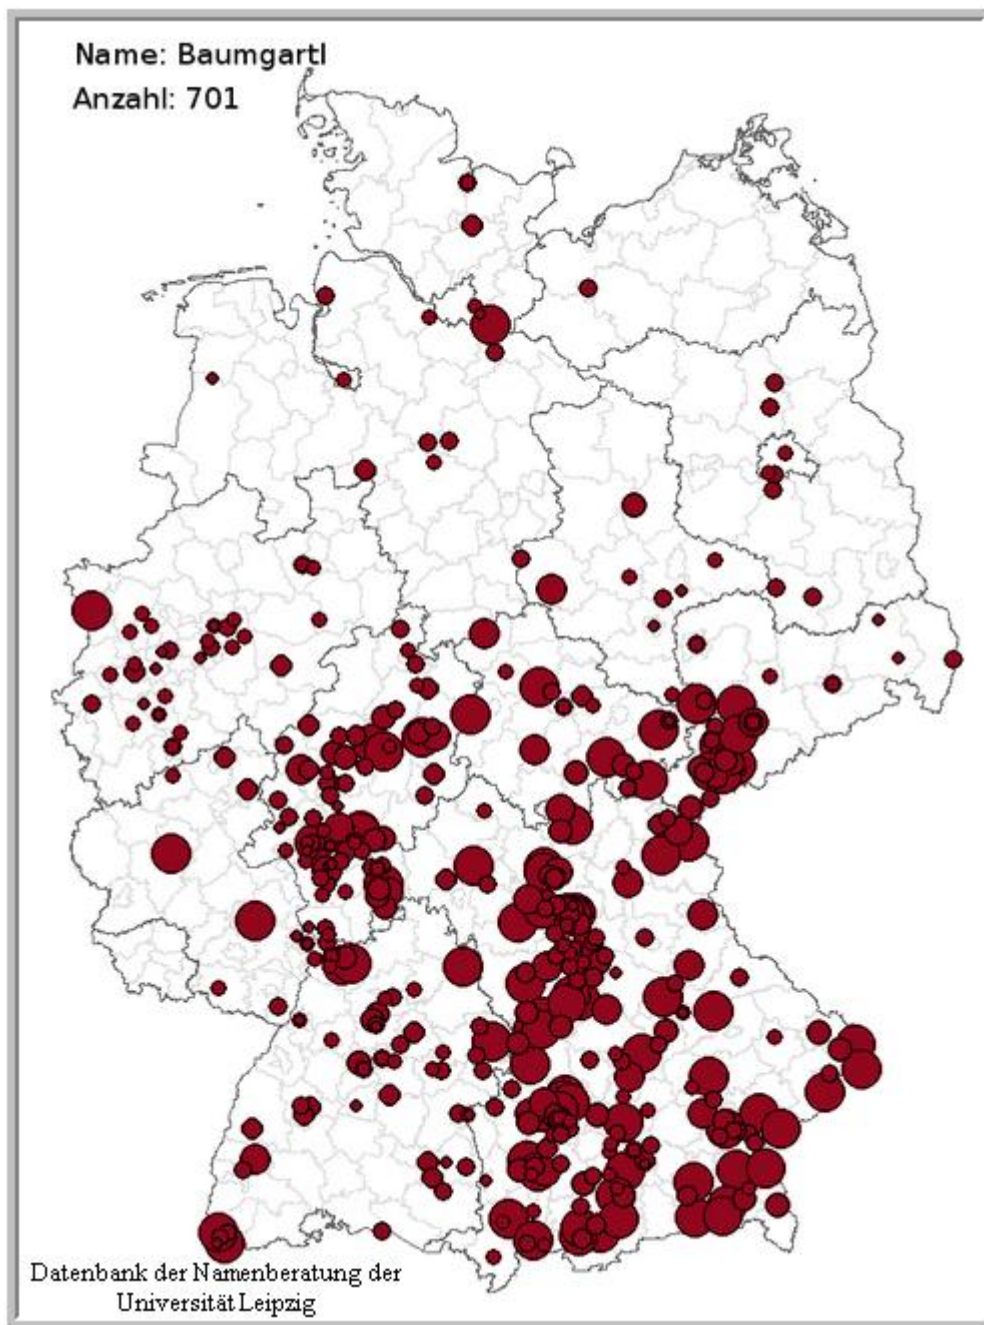 Name: Baumgartl
Anzahl: 701
Datenbank der Namenberatung der
Universität Leipzig